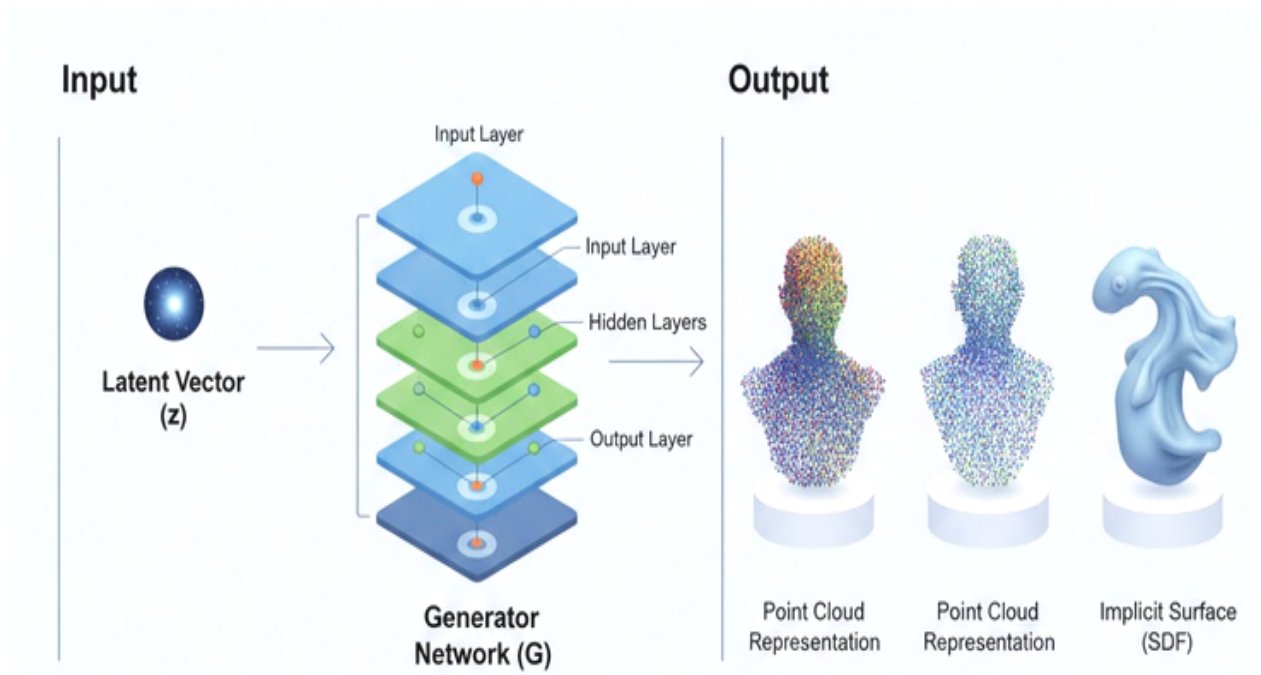 Input
Output
Input Layer
Input Layer
Hidden Layers
Output Layer
Latent Vector
(z)
Generator
Network (G)
Point Cloud
Representation
Point Cloud
Representation
Implicit Surface
(SDF)